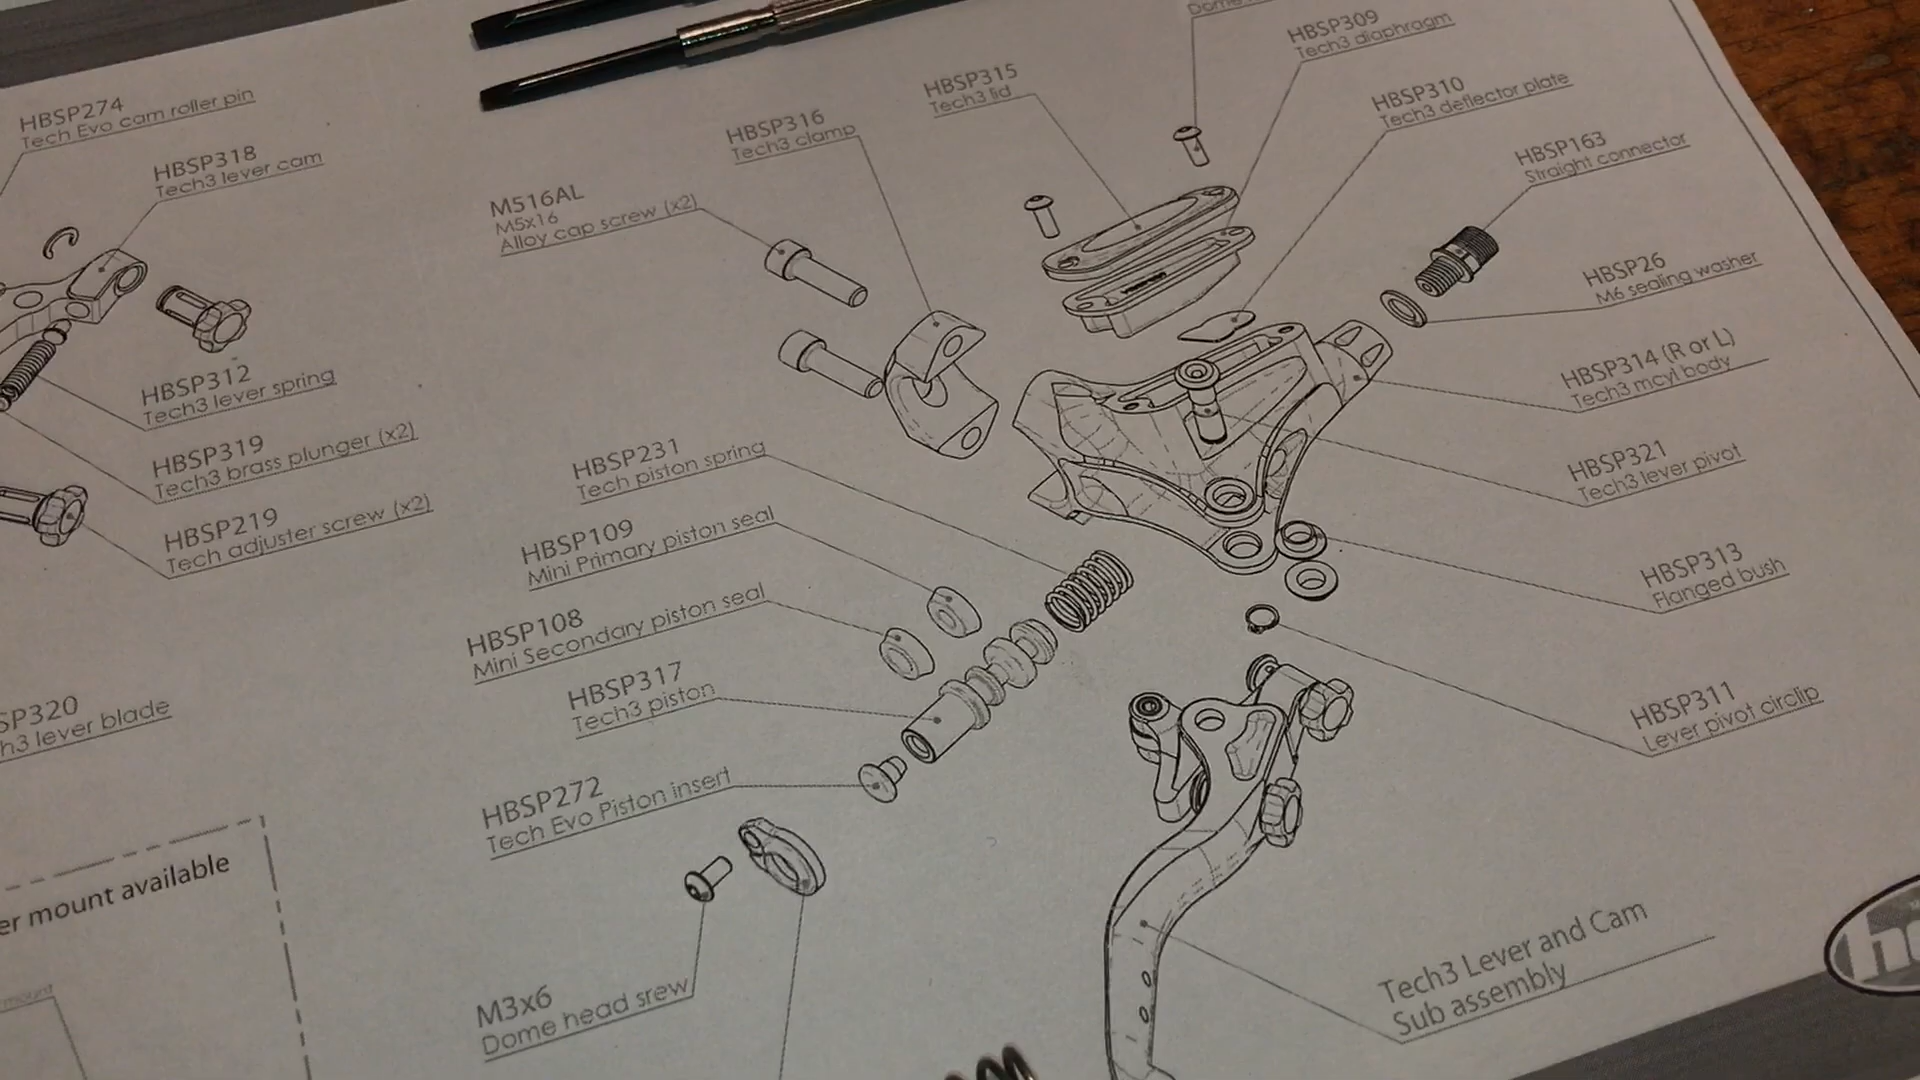 HBSP274
Tech Evo cam roller pin
HBSP318
Tech3 lever cam
HBSP312
Tech3 lever spring
HBSP319
Tech3 brass plunger (x2)
HBSP219
Tech adjuster screw (x2)
SP320
h3 lever blade
er mount available
mount
M516AL
M5x16
Alloy cap screw (x2)
HBSP316
Tech3 clamp
HBSP315
Tech3 lid
Dome
HBSP309
Tech3 diaphragm
HBSP310
Tech3 deflector plate
HBSP163
Straight connector
HBSP26
M6 sealing washer
HBSP314 (R or L)
Tech3 mcyl body
HBSP321
Tech3 lever pivot
HBSP313
Flanged bush
HBSP311
Lever pivot circlip
HBSP231
Tech piston spring
HBSP109
Mini Primary piston seal
HBSP108
Mini Secondary piston seal
HBSP317
Tech3 piston
HBSP272
Tech Evo Piston insert
M3x6
Dome head srew
Tech3 Lever and Cam
Sub assembly